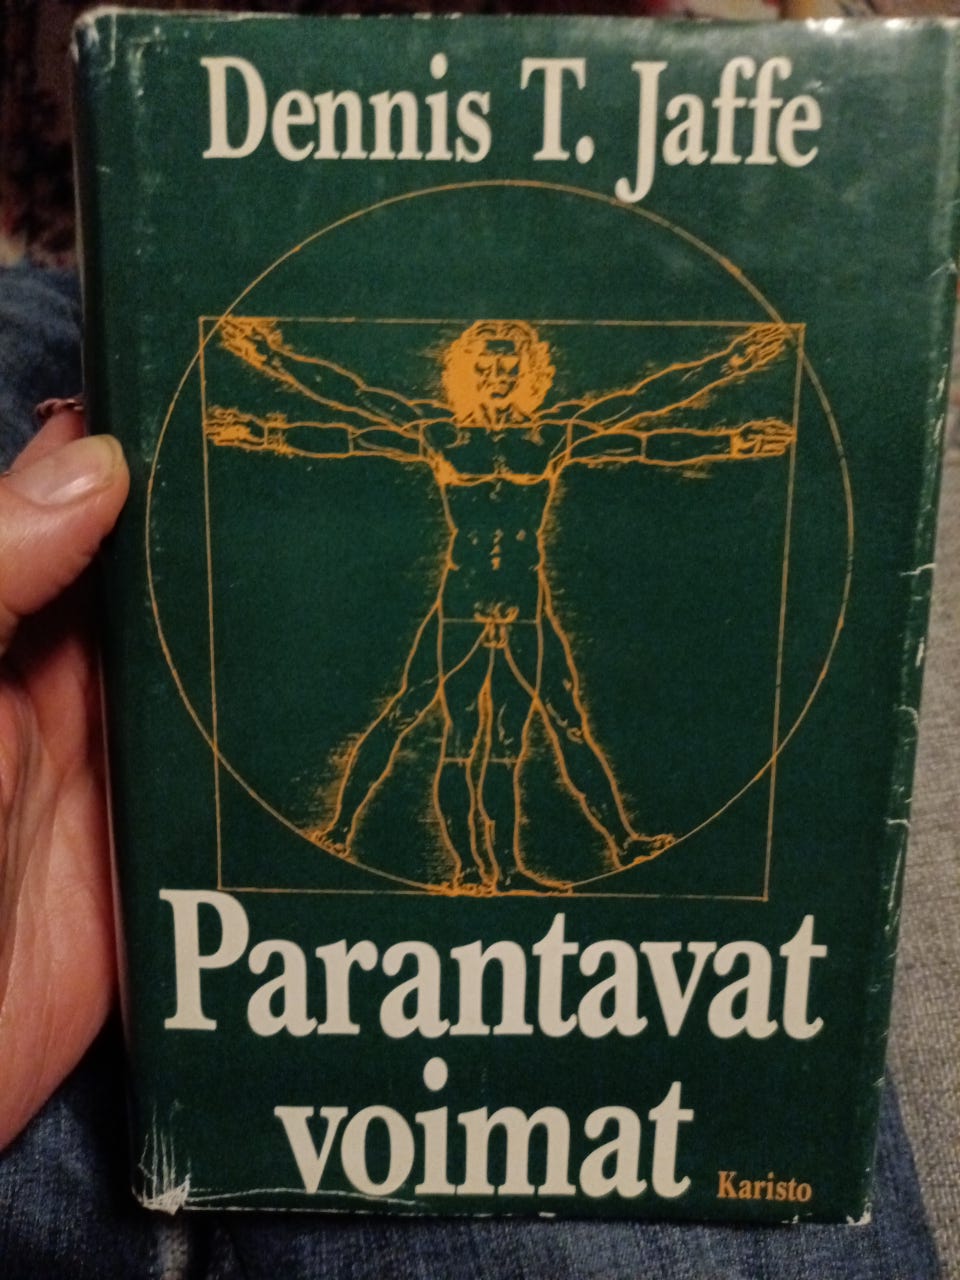 Dennis T. Jaffe
Parantavat
voimat
Karisto